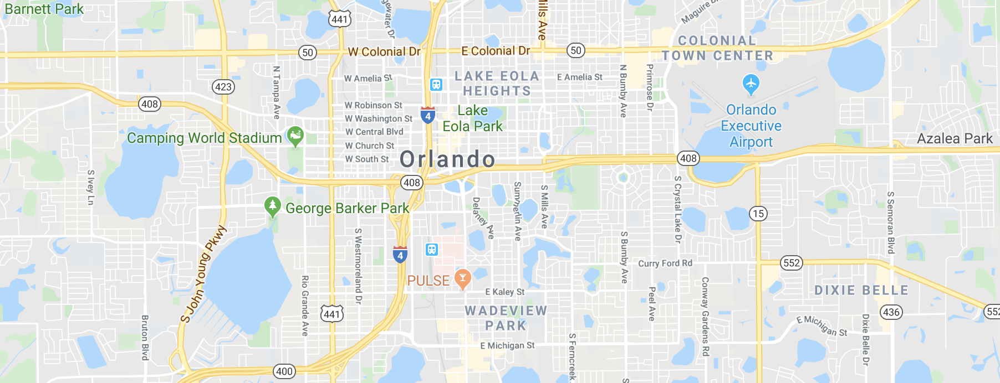 Barnett Park
441
gewater Dr
Mills Ave
Maguire Bl
50
W Colonial Dr
E Colonial Dr
50
COLONIAL
TOWN CENTER
N Tampa Ave
W Amelia St
LAKE EOLA
HEIGHTS
E Amelia St
N Bumby Ave
Primrose Dr
423
408
W Robinson St
W Washington St
4
Lake
Eola Park
Orlando
Executive
Airport
Camping World Stadium
W Central Blvd
W Church St
W South St
Orlando
Azalea Park
408
408
S Ivey Ln
George Barker Park
Delaney Ave
Summerlin Ave
S Mills Ave
S Crystal Lake Dr
15
S Semoran Blvd
S John Young Pkwy
S Westmoreland Dr
4
S Bumby Ave
Curry Ford Rd
552
PULSE
E Kaley St
Rio Grande Ave
Peel Ave
Conway Gardens Rd
DIXIE BELLE
441
WADEVIEW
PARK
436
552
Bruton Blvd
E Michigan St
Dixie Belle Dr
E Michigan St
S Ferncreek
400
S